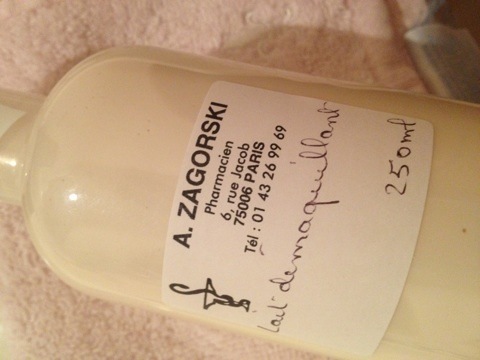 A. ZAGORSKI
Pharmacien
6, rue Jacob
75006 PARIS
Tél : 01 43 26 99 69
Lait démaquillant
250ml